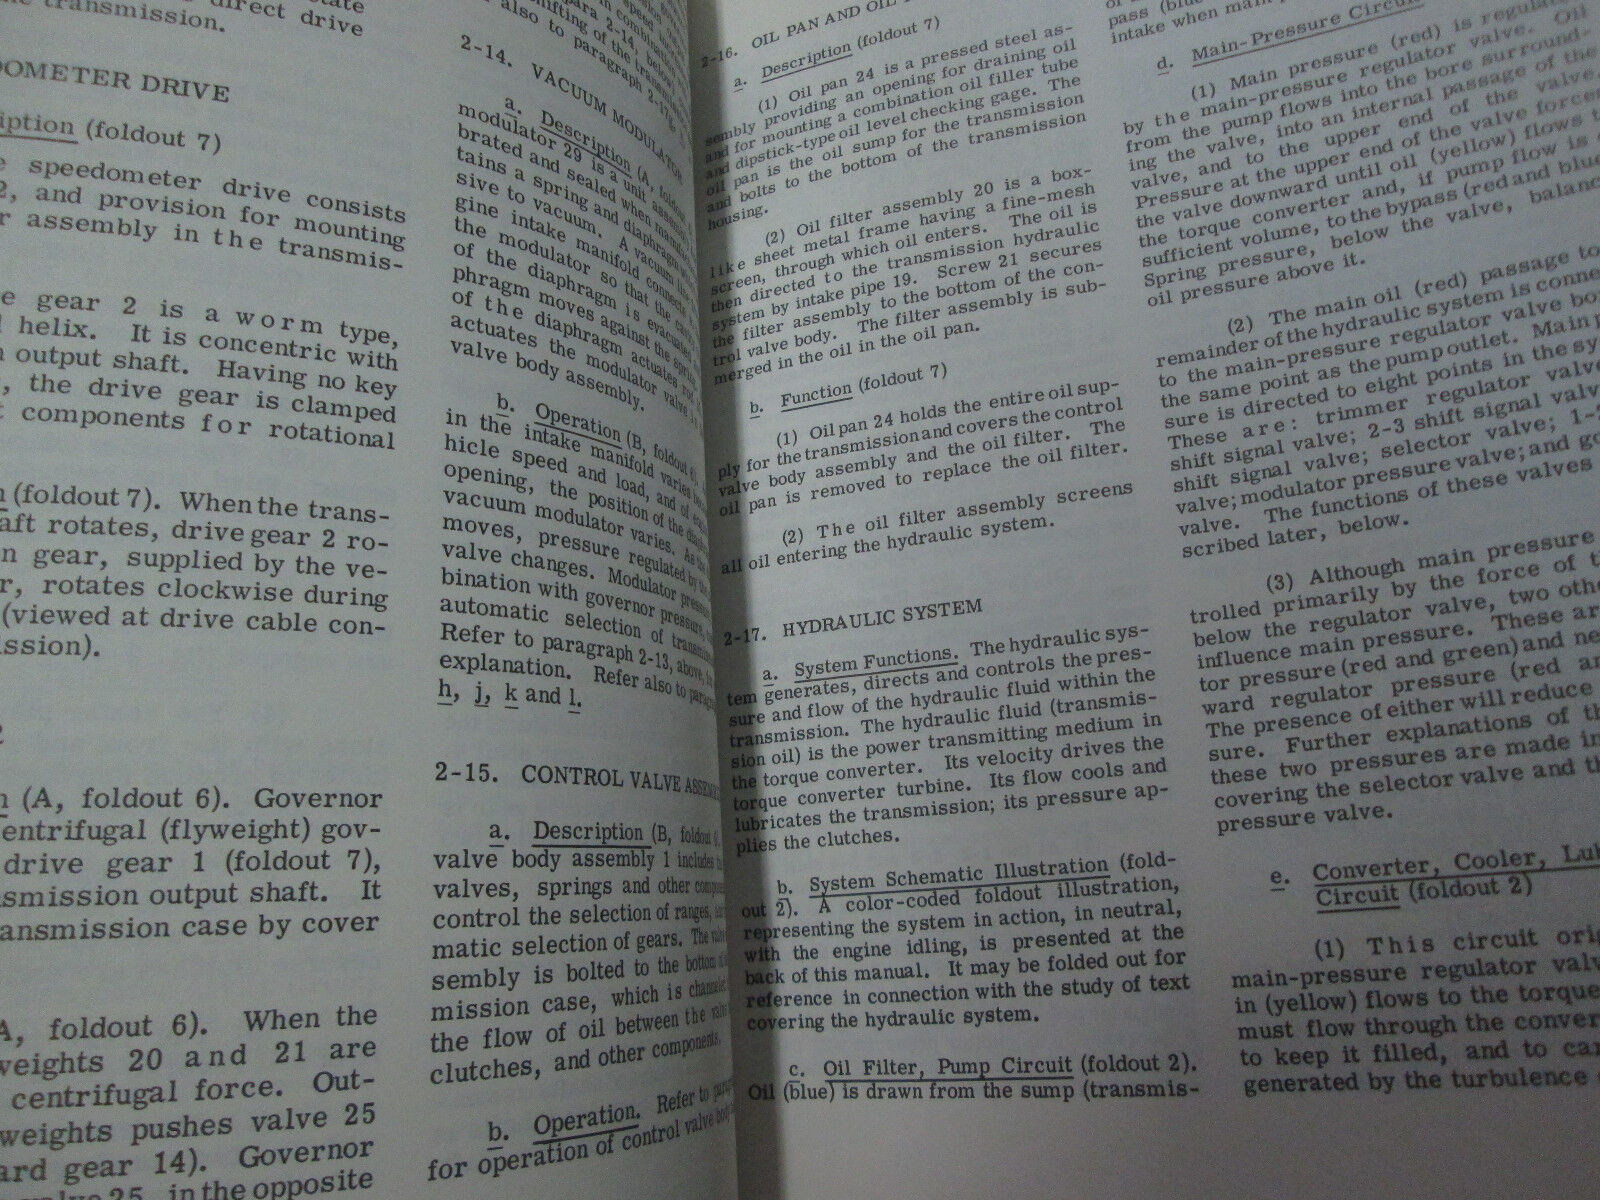 tate
direct drive
transmission.
OMETER DRIVE
ption (foldout 7)
speedometer drive consists
2, and provision for mounting
r assembly in the transmis-
e gear 2 is a worm type,
helix. It is concentric with
output shaft. Having no key
, the drive gear is clamped
components for rotational
(foldout 7). When the trans-
aft rotates, drive gear 2 ro-
n gear, supplied by the ve-
r, rotates clockwise during
(viewed at drive cable con-
ission).
(A, foldout 6). Governor
entrifugal (flyweight) gov-
drive gear 1 (foldout 7),
smission output shaft. It
ansmission case by cover
A, foldout 6). When the
weights 20 and 21 are
centrifugal force. Out-
weights pushes valve 25
ard gear 14). Governor
in the opposite
also to paragraph 2-17
2-14. VACUUM MODULATOR
a. Description (A, foldout
modulator 29 is a unit
brated and sealed when
tains a spring and diaphragm
sive to vacuum. A vacuum line
gine intake manifold connects
the modulator so that the
of the diaphragm is evacuated
phragm moves against the spring
of the diaphragm actuates
actuates the modulator valve in
valve body assembly.
b. Operation (B, foldout 6)
in the intake manifold varies
hicle speed and load, and of
opening, the position of the
vacuum modulator varies. As the
moves, pressure regulated by the
valve changes. Modulator pressure
bination with governor pressure,
automatic selection of
Refer to paragraph 2-13, above, for
explanation. Refer also to
h, j, k and l.
2-15. CONTROL VALVE
a. Description (B, foldout
valve body assembly 1 includes
valves, springs and other
control the selection of ranges,
matic selection of gears. The
sembly is bolted to the bottom
mission case, which is
the flow of oil between the
clutches, and other components.
b. Operation. Refer to
for operation of control valve
2-16. OIL PAN AND OIL
a. Description (foldout 7)
(1) Oil pan 24 is a pressed steel as-
sembly providing an opening for draining oil
and for mounting a combination oil filler tube
and dipstick-type oil level checking gage. The
oil pan is the oil sump for the transmission
and bolts to the bottom of the transmission
housing.
(2) Oil filter assembly 20 is a box-
like sheet metal frame having a fine-mesh
screen, through which oil enters. The oil is
then directed to the transmission hydraulic
system by intake pipe 19. Screw 21 secures
the filter assembly to the bottom of the con-
trol valve body. The filter assembly is sub-
merged in the oil in the oil pan.
b. Function (foldout 7)
(1) Oil pan 24 holds the entire oil sup-
ply for the transmission and covers the control
valve body assembly and the oil filter. The
oil pan is removed to replace the oil filter.
(2) The oil filter assembly screens
all oil entering the hydraulic system.
2-17. HYDRAULIC SYSTEM
a. System Functions. The hydraulic sys-
tem generates, directs and controls the pres-
sure and flow of the hydraulic fluid within the
transmission. The hydraulic fluid (transmis-
sion oil) is the power transmitting medium in
the torque converter. Its velocity drives the
torque converter turbine. Its flow cools and
lubricates the transmission; its pressure ap-
plies the clutches.
b. System Schematic Illustration (fold-
out 2). A color-coded foldout illustration,
representing the system in action, in neutral,
with the engine idling, is presented at the
back of this manual. It may be folded out for
reference in connection with the study of text
covering the hydraulic system.
c. Oil Filter, Pump Circuit (foldout 2).
Oil (blue) is drawn from the sump (transmis-
pass (blue
intake when main
d. Main-Pressure Circuit
(1) Main pressure (red) is
by the main-pressure regulator valve. Oil
from the pump flows into the bore surround-
ing the valve, into an internal passage of the
valve, and to the upper end of the valve.
Pressure at the upper end of the valve forces
the valve downward until oil (yellow) flows
the torque converter and, if pump flow is
sufficient volume, to the bypass (red and blue
Spring pressure, below the valve, balance
oil pressure above it.
(2) The main oil (red) passage to
remainder of the hydraulic system is conne
to the main-pressure regulator valve bo
the same point as the pump outlet. Main
sure is directed to eight points in the sy
These are: trimmer regulator valve
shift signal valve; 2-3 shift signal valv
shift signal valve; selector valve; 1-
valve; modulator pressure valve; and go
valve. The functions of these valves
scribed later, below.
(3) Although main pressure
trolled primarily by the force of
below the regulator valve, two othe
influence main pressure. These ar
tor pressure (red and green) and
ward regulator pressure (red
The presence of either will reduce
sure. Further explanations of
these two pressures are made in
covering the selector valve and
pressure valve.
e. Converter, Cooler, Lub
Circuit (foldout 2)
(1) This circuit ori
main-pressure regulator valv
in (yellow) flows to the torque
must flow through the conver
to keep it filled, and to
generated by the turbulence